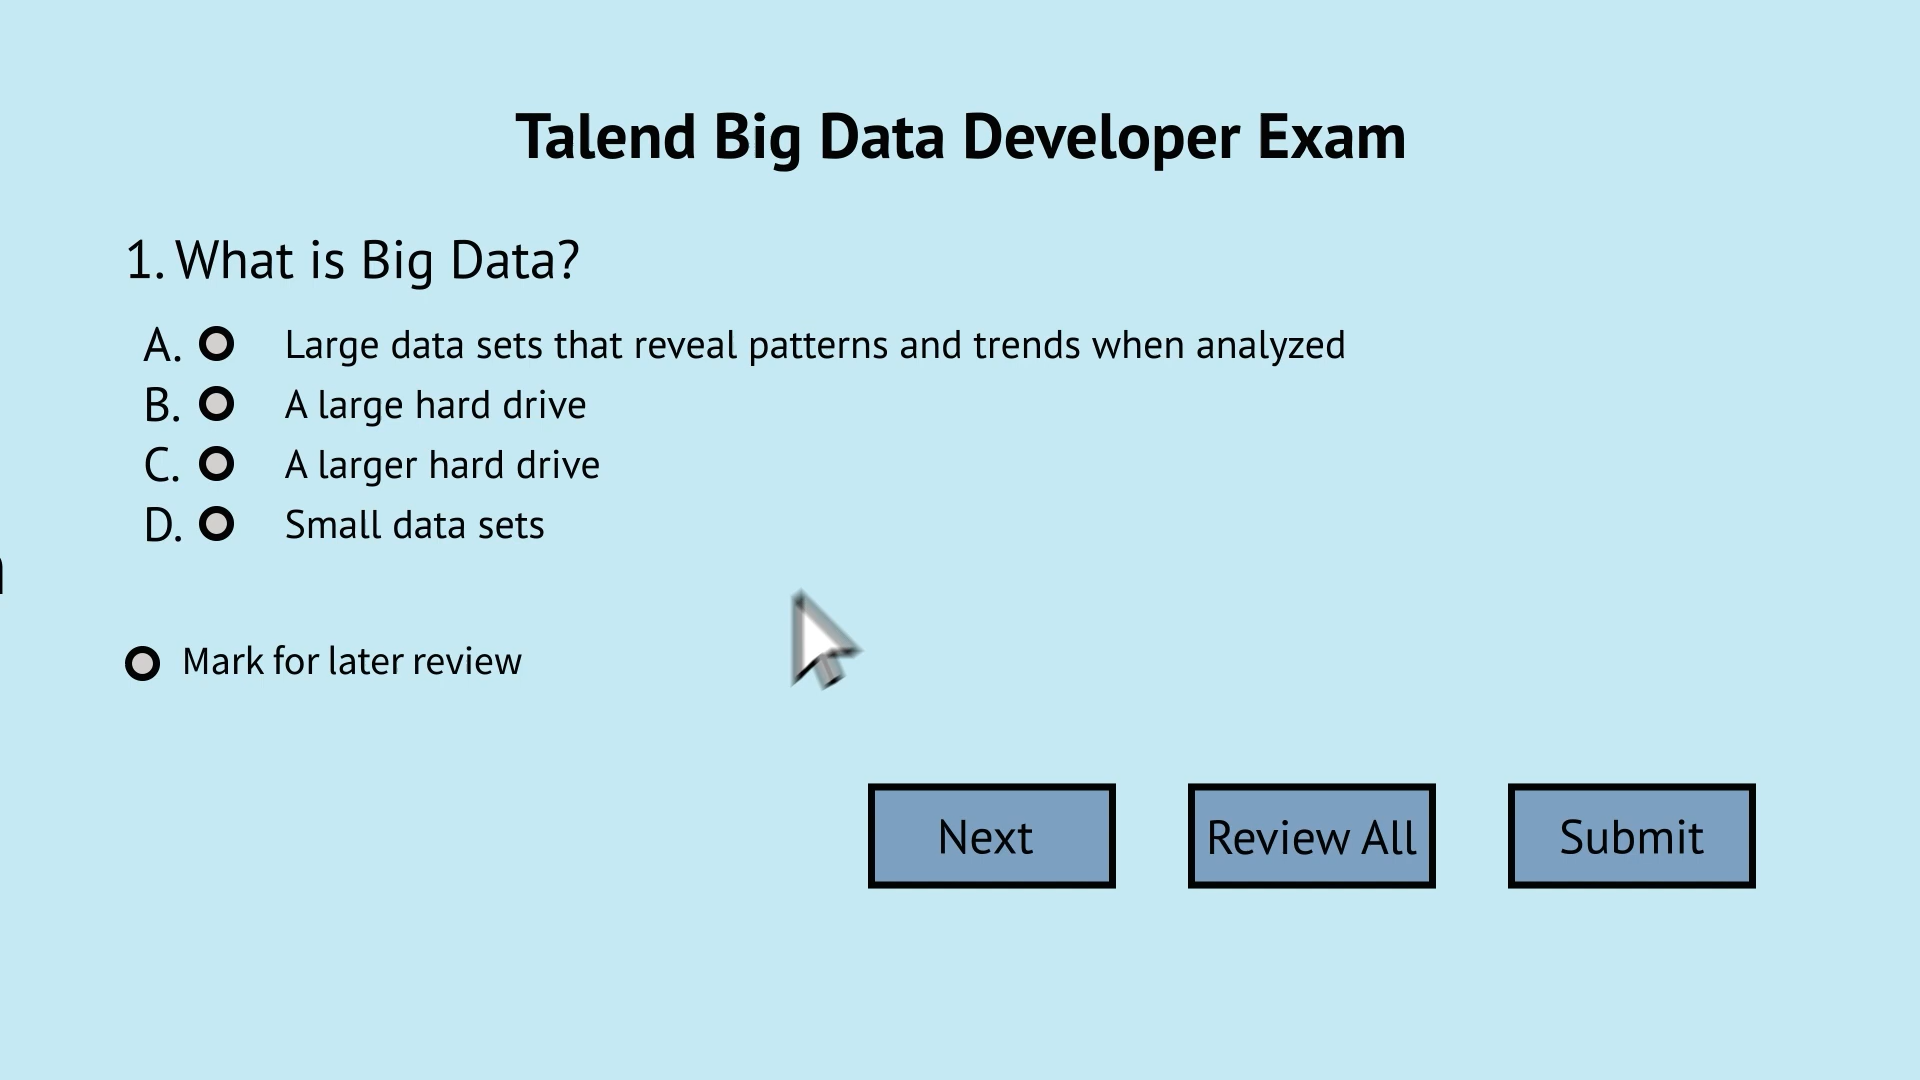 Talend Big Data Developer Exam
1. What is Big Data?
A. Large data sets that reveal patterns and trends when analyzed
B. A large hard drive
C. A larger hard drive
D. Small data sets
Mark for later review
Next Review All Submit